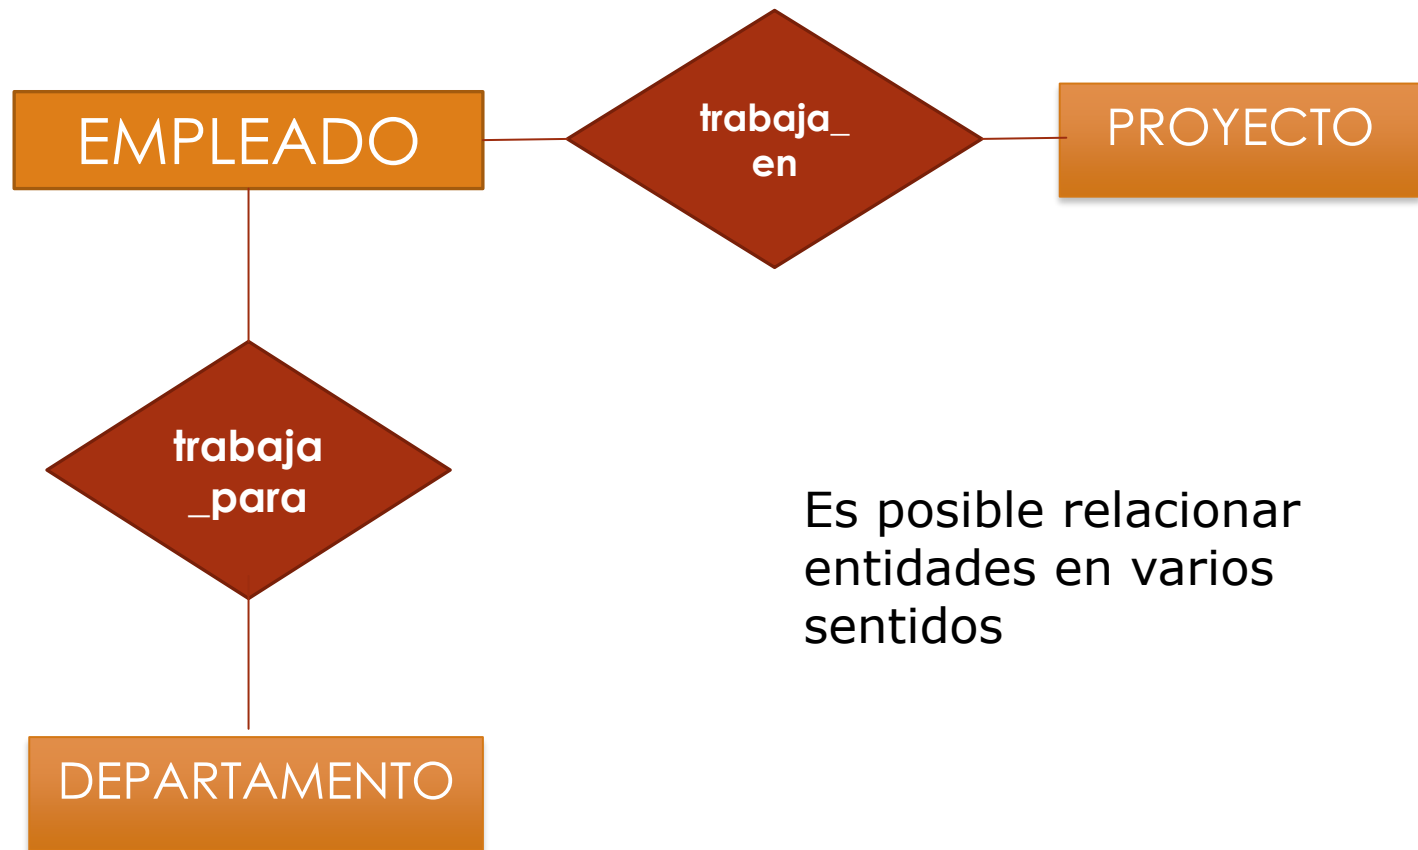 EMPLEADO
trabaja_
en
PROYECTO
trabaja
_para
Es posible relacionar
entidades en varios
sentidos
DEPARTAMENTO